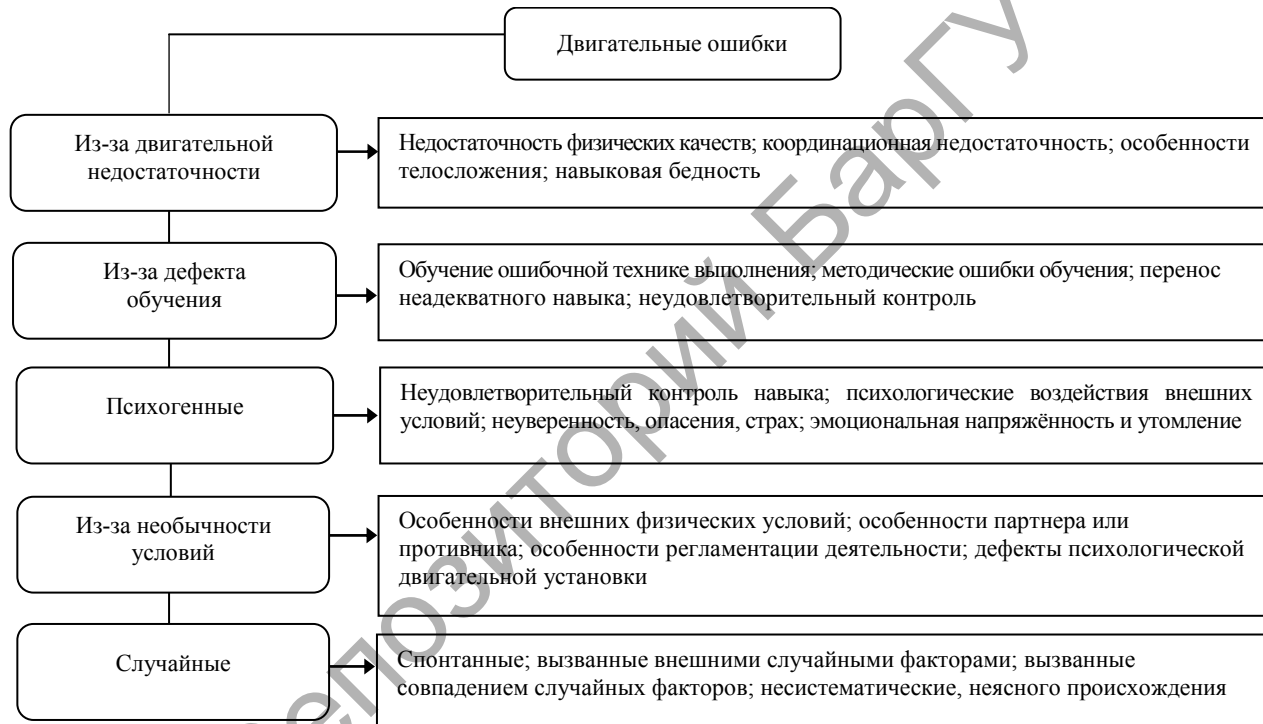 Двигательные ошибки
Из-за двигательной
недостаточности
Недостаточность физических качеств; координационная недостаточность; особенности
телосложения; навыковая бедность
Из-за дефекта
обучения
Обучение ошибочной технике выполнения; методические ошибки обучения; перенос
неадекватного навыка; неудовлетворительный контроль
Психогенные
Неудовлетворительный контроль навыка; психологические воздействия внешних
условий; неуверенность, опасения, страх; эмоциональная напряжённость и утомление
Из-за необычности
условий
Особенности внешних физических условий; особенности партнера или
противника; особенности регламентации деятельности; дефекты психологической
двигательной установки
Случайные
Спонтанные; вызванные внешними случайными факторами; вызванные
совпадением случайных факторов; несистематические, неясного происхождения
епозиторий БарГУ